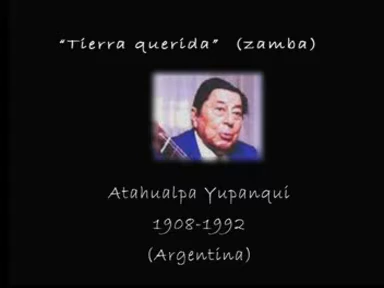 “Tierra querida” (zamba)
Atahualpa Yupanqui
1908-1992
(Argentina)